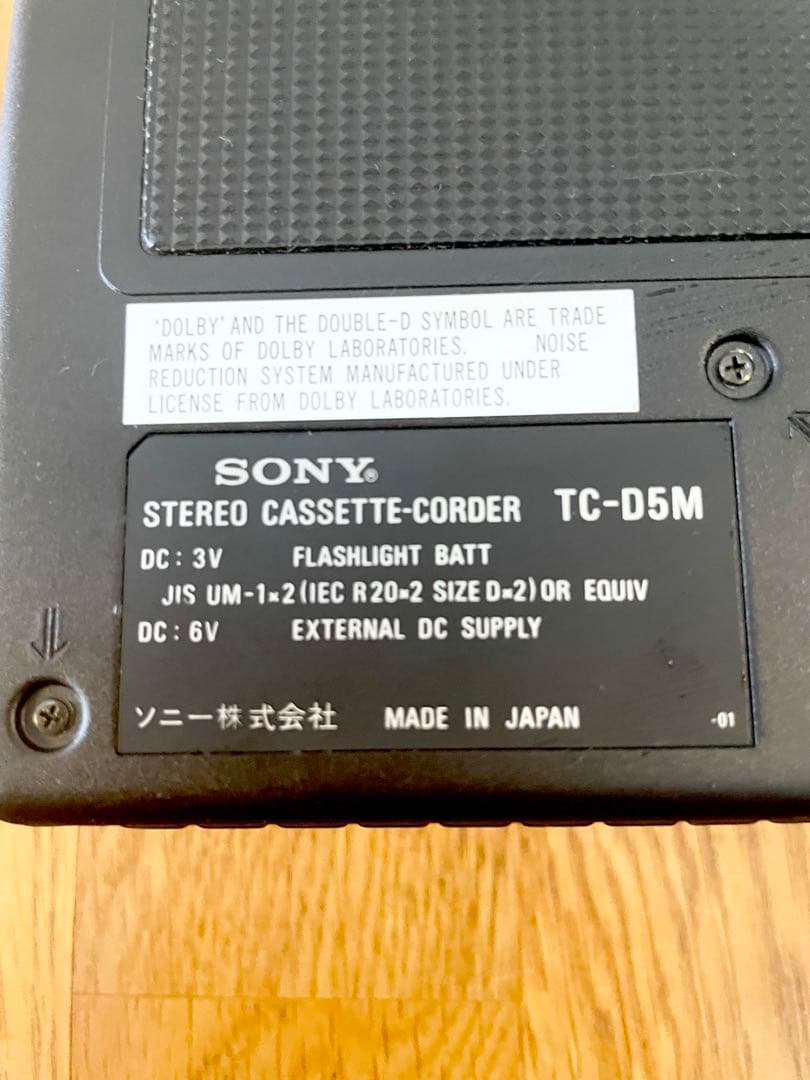 'DOLBY' AND THE DOUBLE-D SYMBOL ARE TRADE
MARKS OF DOLBY LABORATORIES. NOISE
REDUCTION SYSTEM MANUFACTURED UNDER
LICENSE FROM DOLBY LABORATORIES.
SONY®
STEREO CASSETTE-CORDER TC-D5M
DC: 3V FLASHLIGHT BATT
JIS UM-1×2 (IEC R20×2 SIZE D×2) OR EQUIV
DC: 6V EXTERNAL DC SUPPLY
ソニー株式会社 MADE IN JAPAN -01